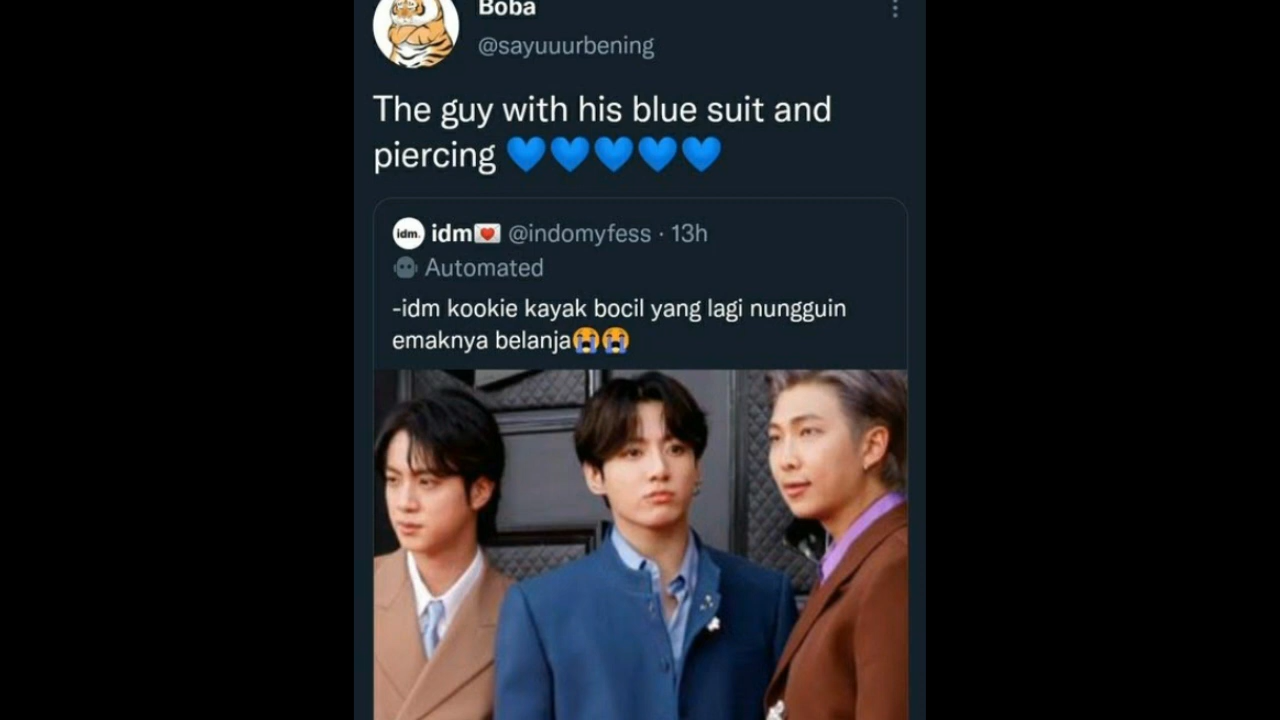 Boba
@sayuuurbening
The guy with his blue suit and
piercing 💙💙💙💙💙
idm. idm💌 @indomyfess · 13h
Automated
-idm kookie kayak bocil yang lagi nungguin
emaknya belanja😭😭